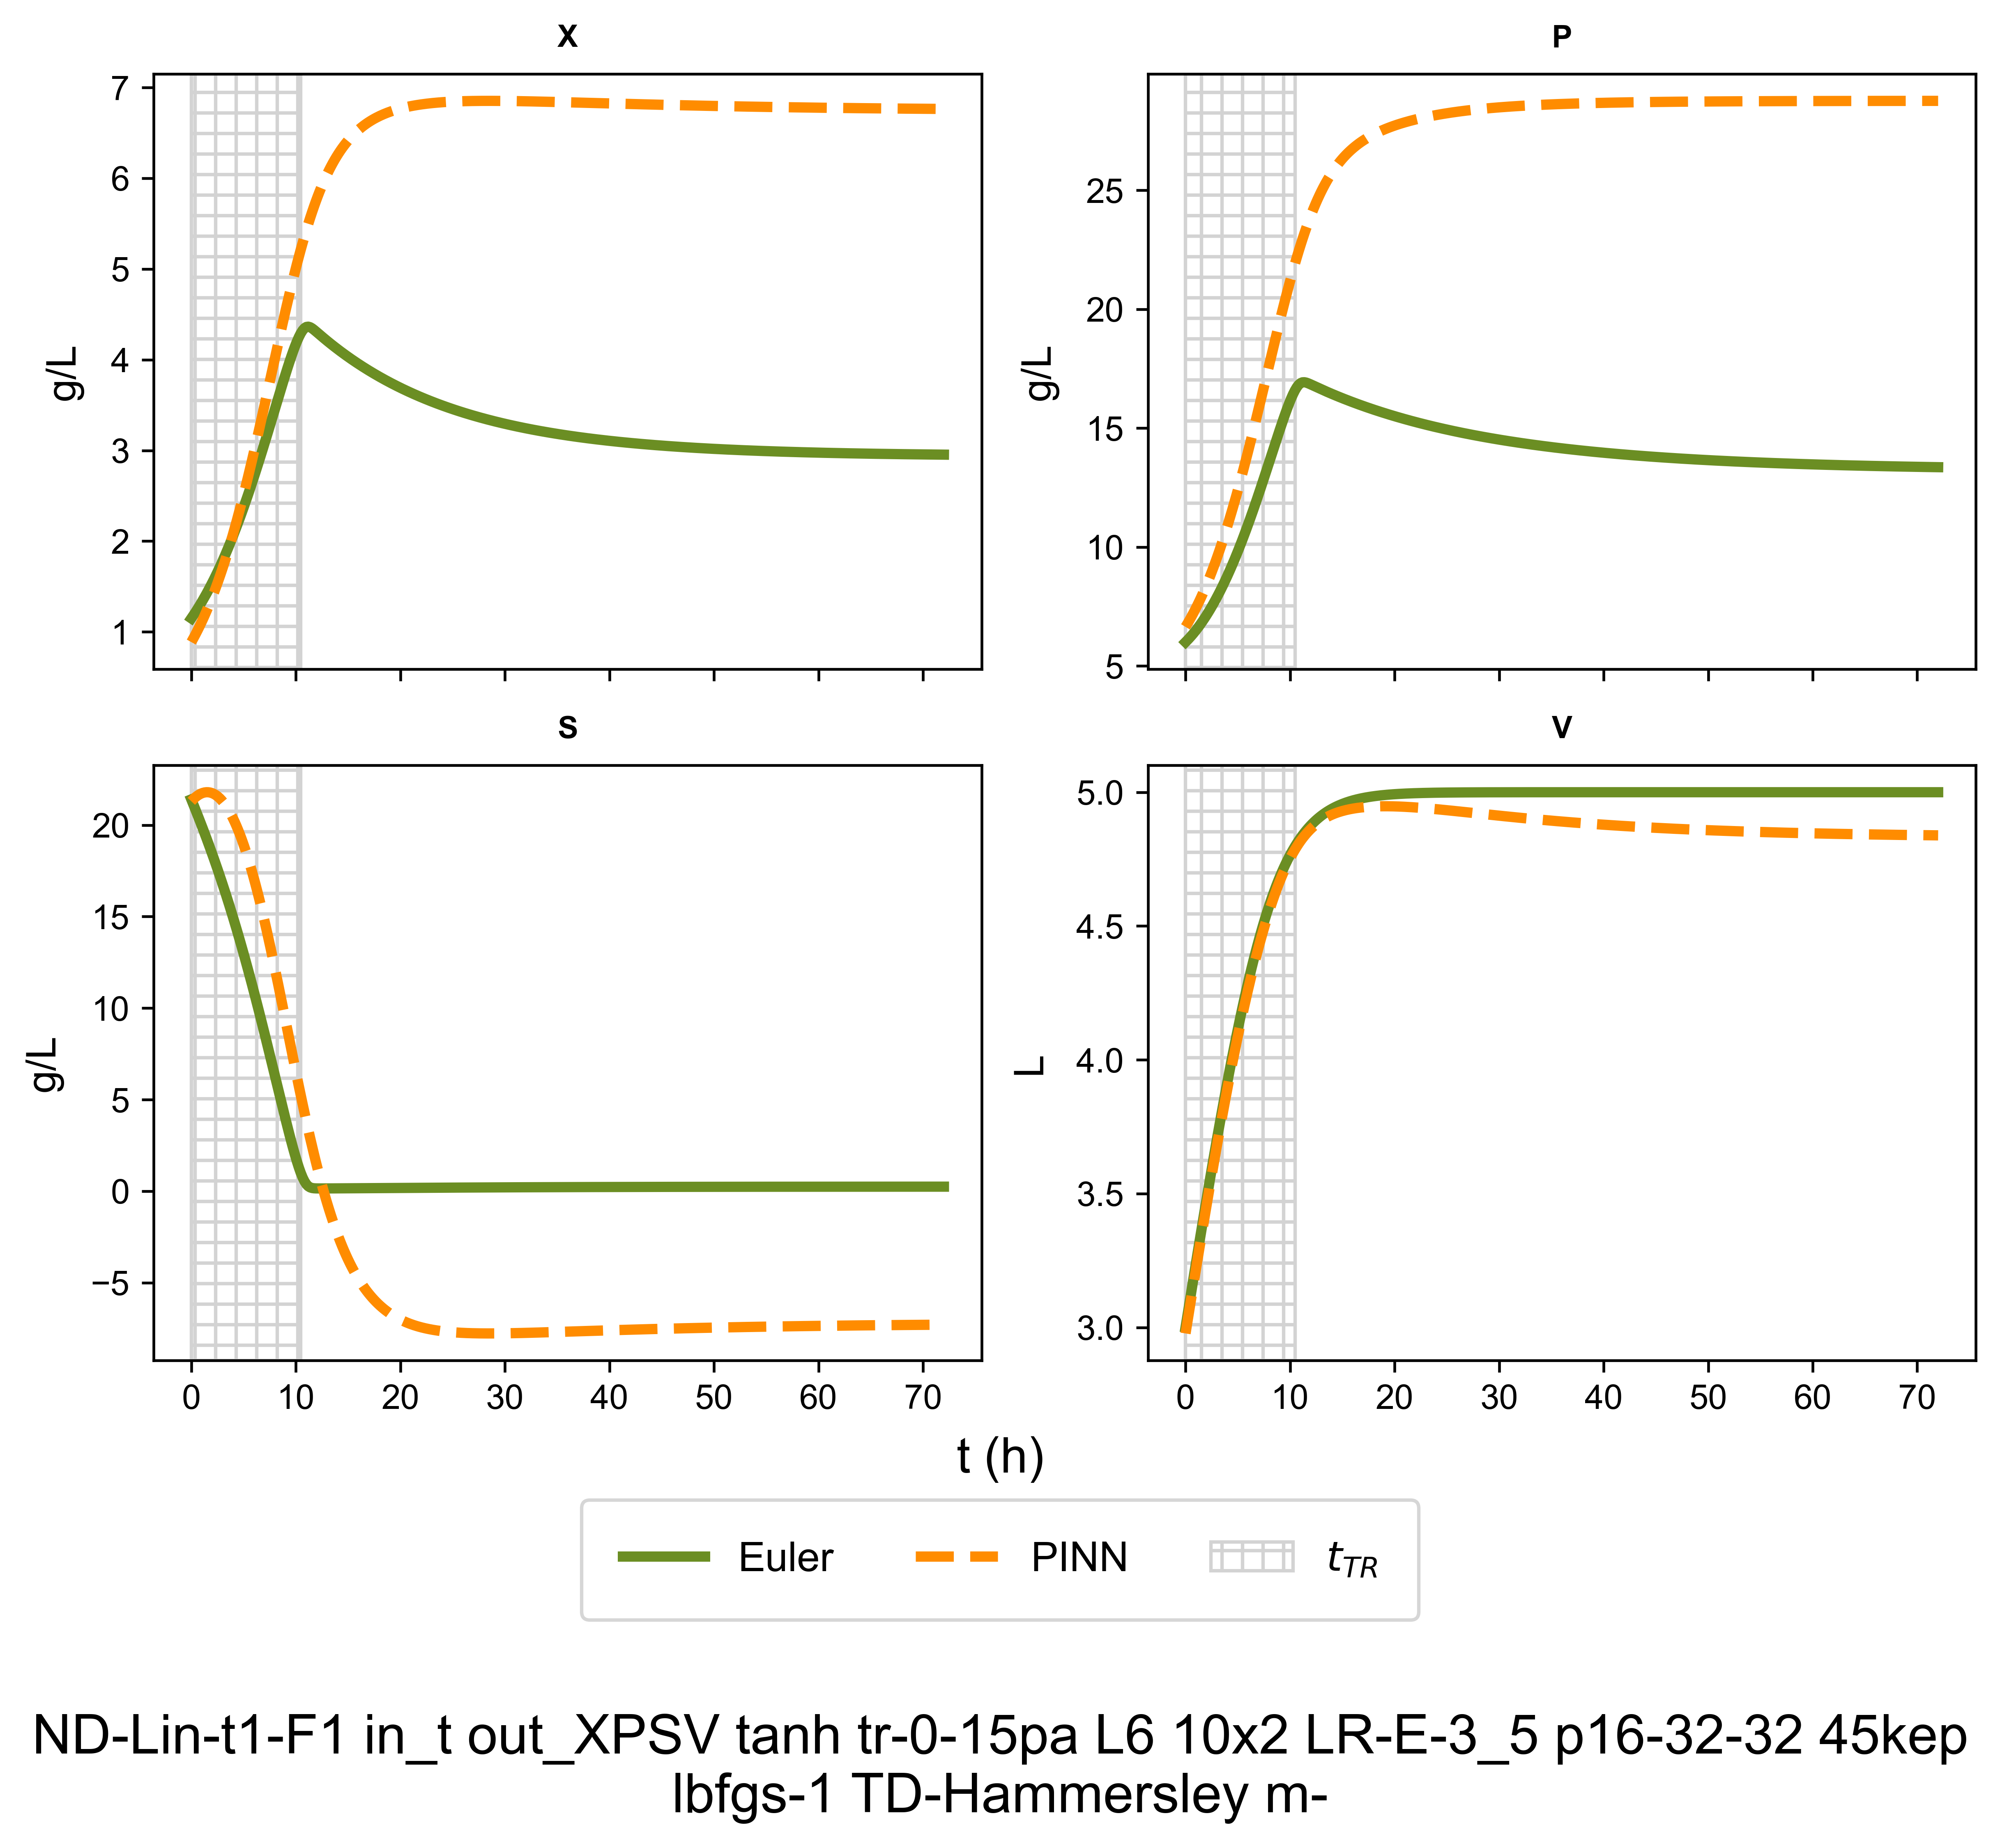 X
P
7
6
5
4
3
2
1
g/L
25
20
15
10
5
g/L
S
V
20
15
10
5
0
−5
g/L
5.0
4.5
4.0
3.5
3.0
L
0 10 20 30 40 50 60 70
0 10 20 30 40 50 60 70
t (h)
Euler PINN t_TR
ND-Lin-t1-F1 in_t out_XPSV tanh tr-0-15pa L6 10x2 LR-E-3_5 p16-32-32 45kep
lbfgs-1 TD-Hammersley m-